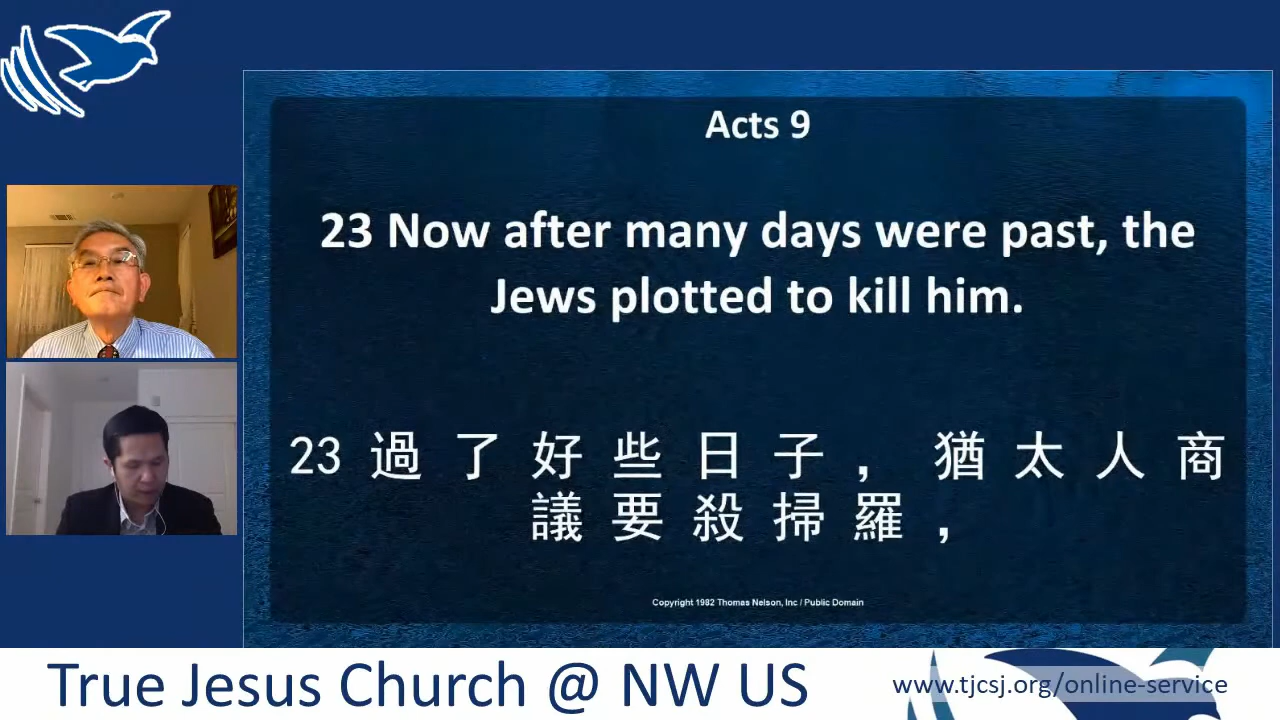 Acts 9
23 Now after many days were past, the
Jews plotted to kill him.
23 過了好些日子，猶太人商
議要殺掃羅，
Copyright 1982 Thomas Nelson, Inc / Public Domain
True Jesus Church @ NW US
www.tjcsj.org/online-service